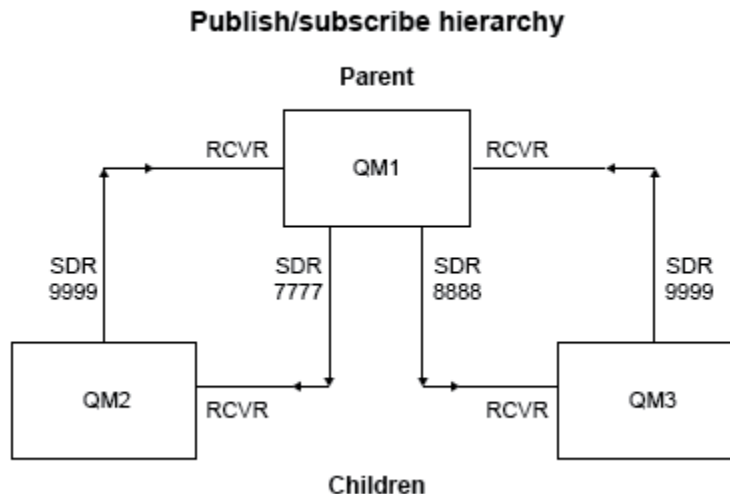 Publish/subscribe hierarchy
Parent
RCVR
QM1
RCVR
SDR
9999
SDR
7777
SDR
8888
SDR
9999
QM2
RCVR
RCVR
QM3
Children